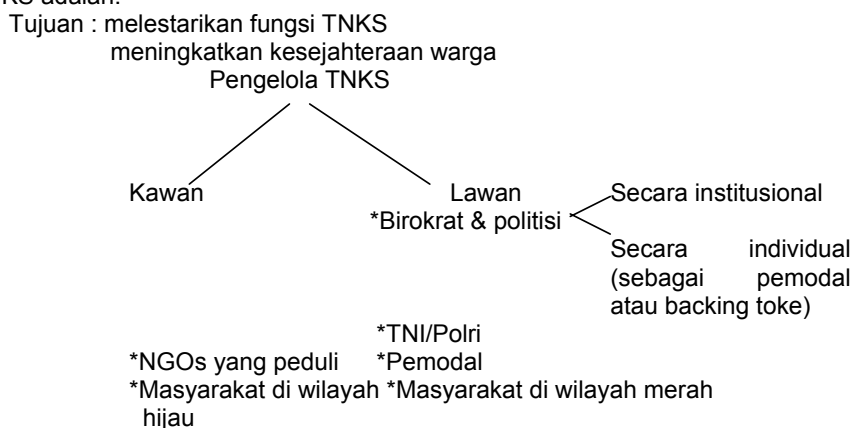 KS adalah:
Tujuan : melestarikan fungsi TNKS
meningkatkan kesejahteraan warga
Pengelola TNKS
Kawan Lawan Secara institusional
*Birokrat & politisi
Secara individual
(sebagai pemodal
atau backing toke)
*TNI/Polri
*NGOs yang peduli *Pemodal
*Masyarakat di wilayah *Masyarakat di wilayah merah
hijau